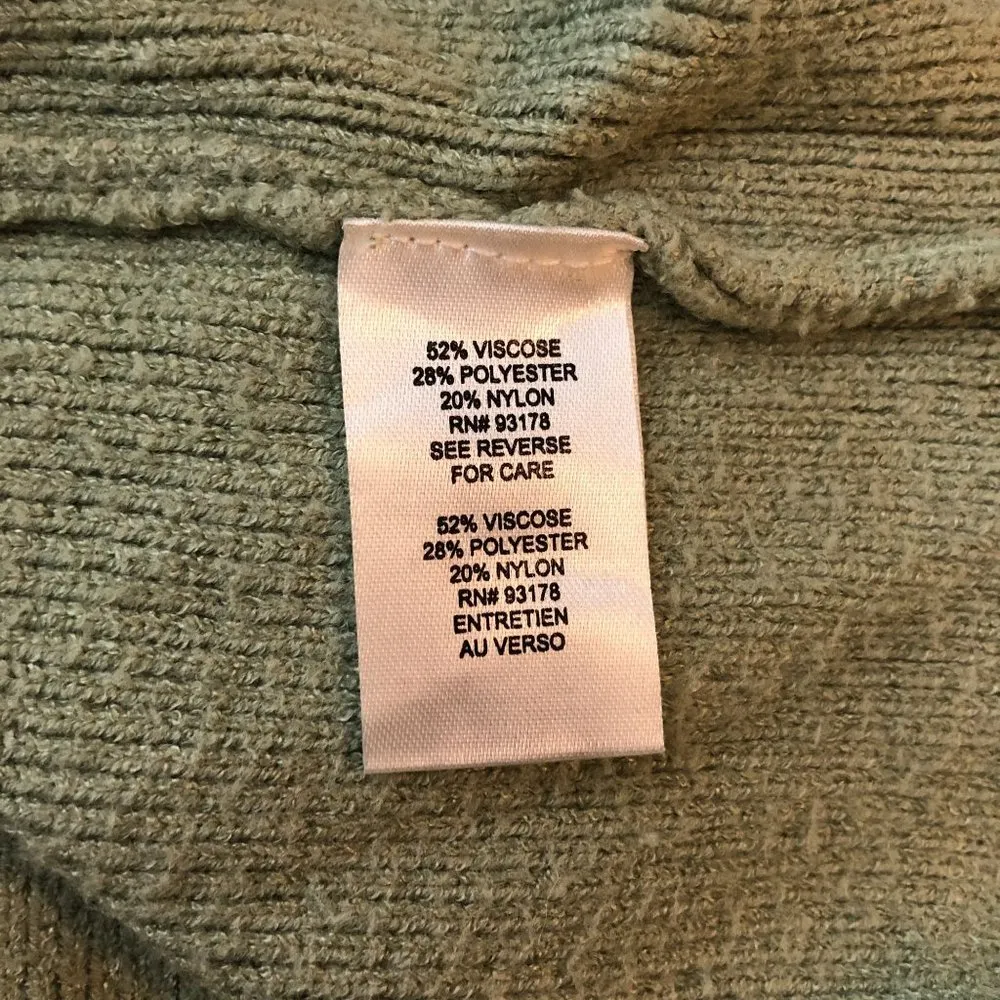 52% VISCOSE
28% POLYESTER
20% NYLON
RN# 93178
SEE REVERSE
FOR CARE
52% VISCOSE
28% POLYESTER
20% NYLON
RN# 93178
ENTRETIEN
AU VERSO